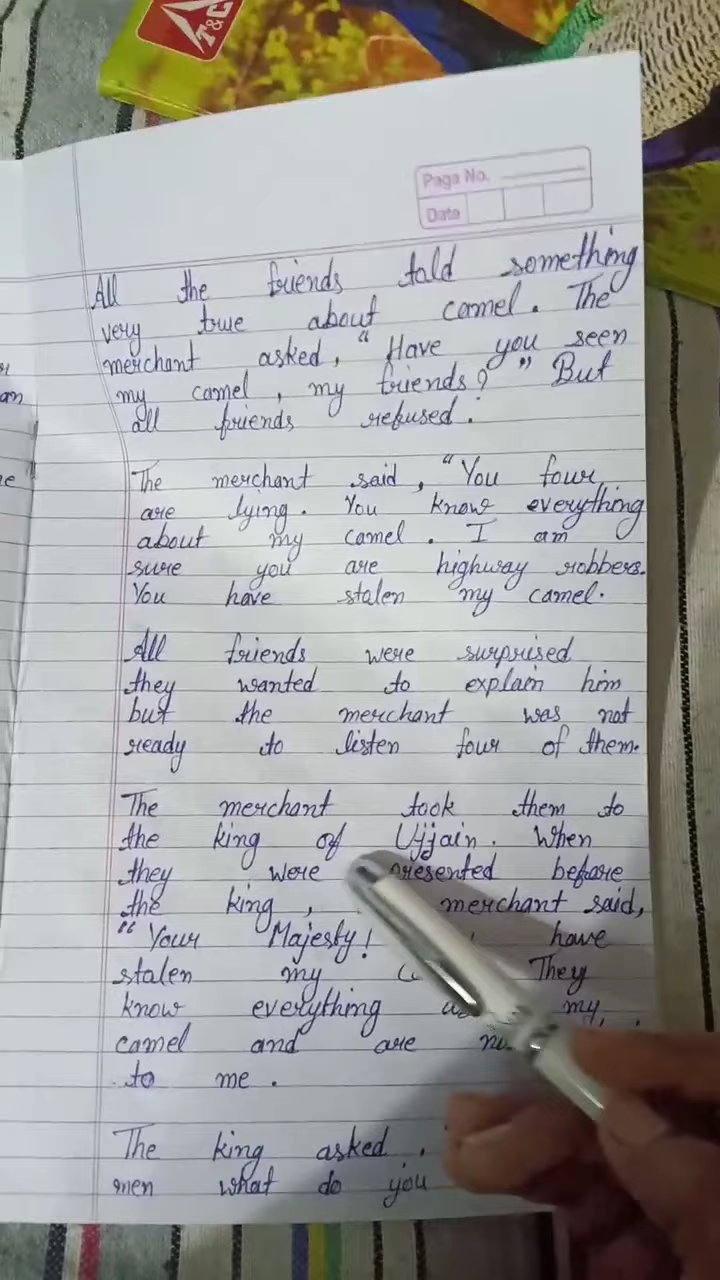 T&C
Page No.
Date
All the friends told something
very true about camel. The
merchant asked, "Have you seen
my camel, my friends?" But
all friends refused.
The merchant said, "You four
are lying. You know everything
about my camel. I am
sure you are highway robbers.
You have stolen my camel.
All friends were surprised
they wanted to explain him
but the merchant was not
ready to listen four of them.
The merchant took them to
the king of Ujjain. When
they were presented before
the king, merchant said,
"Your Majesty! have
stolen my They
know everything my
camel and are
to me.
The king asked
men what do you